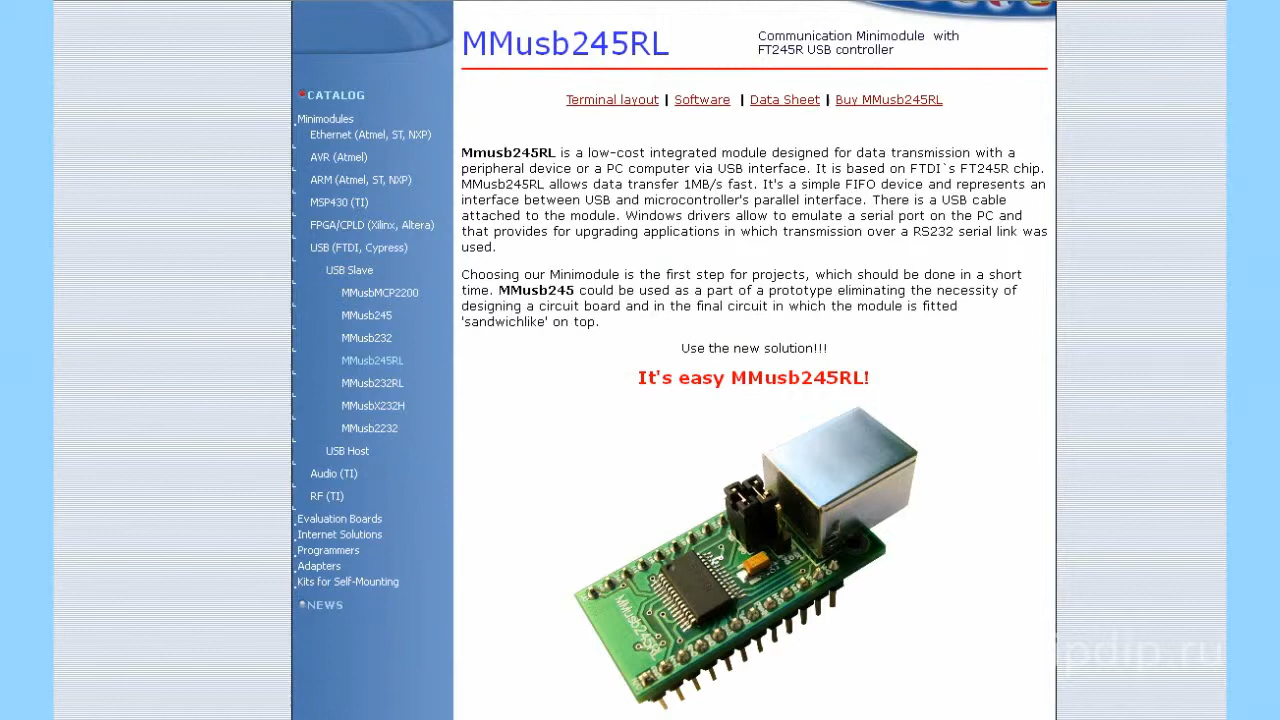 MMusb245RL
Communication Minimodule with
FT245R USB controller
Terminal layout | Software | Data Sheet | Buy MMusb245RL
CATALOG
Minimodules
Ethernet (Atmel, ST, NXP)
AVR (Atmel)
ARM (Atmel, ST, NXP)
MSP430 (TI)
FPGA/CPLD (Xilinx, Altera)
USB (FTDI, Cypress)
USB Slave
MMusbMCP2200
MMusb245
MMusb232
MMusb245RL
MMusb232RL
MMusbX232H
MMusb2232
USB Host
Audio (TI)
RF (TI)
Evaluation Boards
Internet Solutions
Programmers
Adapters
Kits for Self-Mounting
NEWS
Mmusb245RL is a low-cost integrated module designed for data transmission with a
peripheral device or a PC computer via USB interface. It is based on FTDI`s FT245R chip.
MMusb245RL allows data transfer 1MB/s fast. It's a simple FIFO device and represents an
interface between USB and microcontroller's parallel interface. There is a USB cable
attached to the module. Windows drivers allow to emulate a serial port on the PC and
that provides for upgrading applications in which transmission over a RS232 serial link was
used.
Choosing our Minimodule is the first step for projects, which should be done in a short
time. MMusb245 could be used as a part of a prototype eliminating the necessity of
designing a circuit board and in the final circuit in which the module is fitted
'sandwichlike' on top.
Use the new solution!!!
It's easy MMusb245RL!
MMusb245RL
ipdip.ru